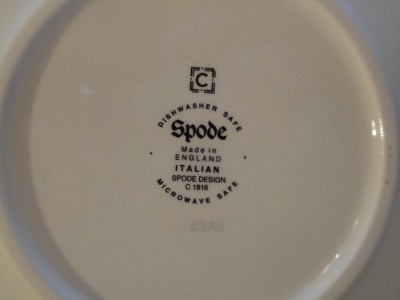 C
DISHWASHER SAFE
Spode
Made in
ENGLAND
ITALIAN
SPODE DESIGN
C.1816
MICROWAVE SAFE